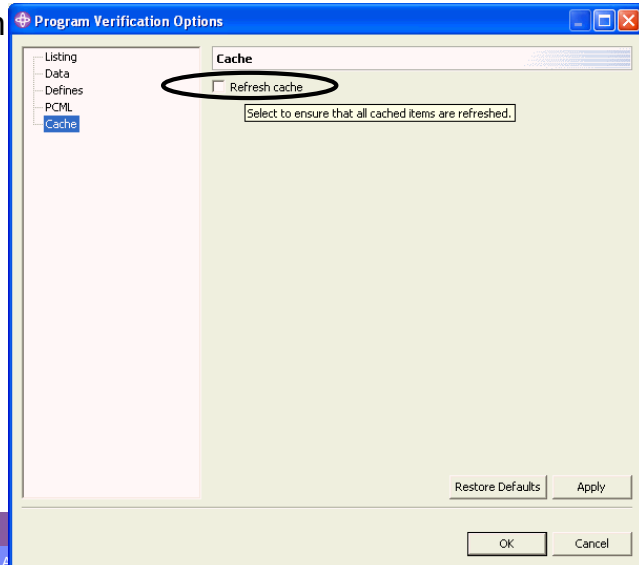 n
Program Verification Options
Listing
Data
Defines
PCML
Cache
Cache
Refresh cache
Select to ensure that all cached items are refreshed.
Restore Defaults
Apply
OK
Cancel
A